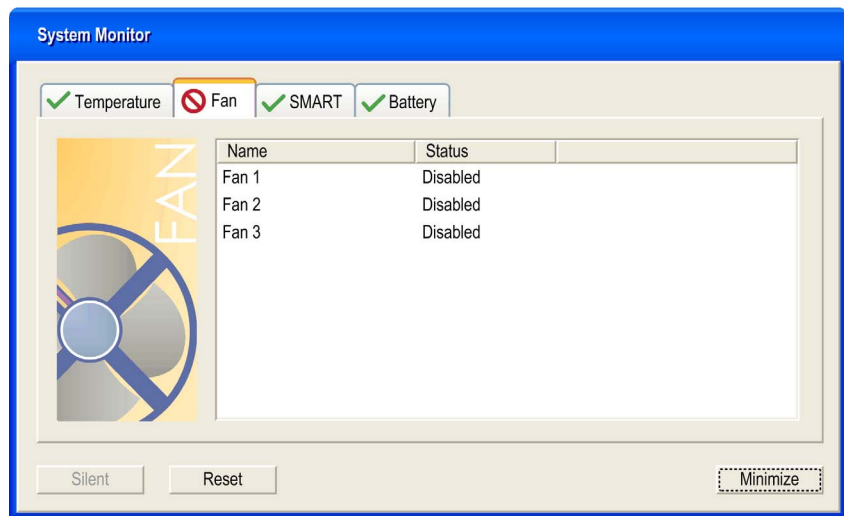 System Monitor
Temperature Fan SMART Battery
FAN
Name Status
Fan 1 Disabled
Fan 2 Disabled
Fan 3 Disabled
Silent Reset Minimize